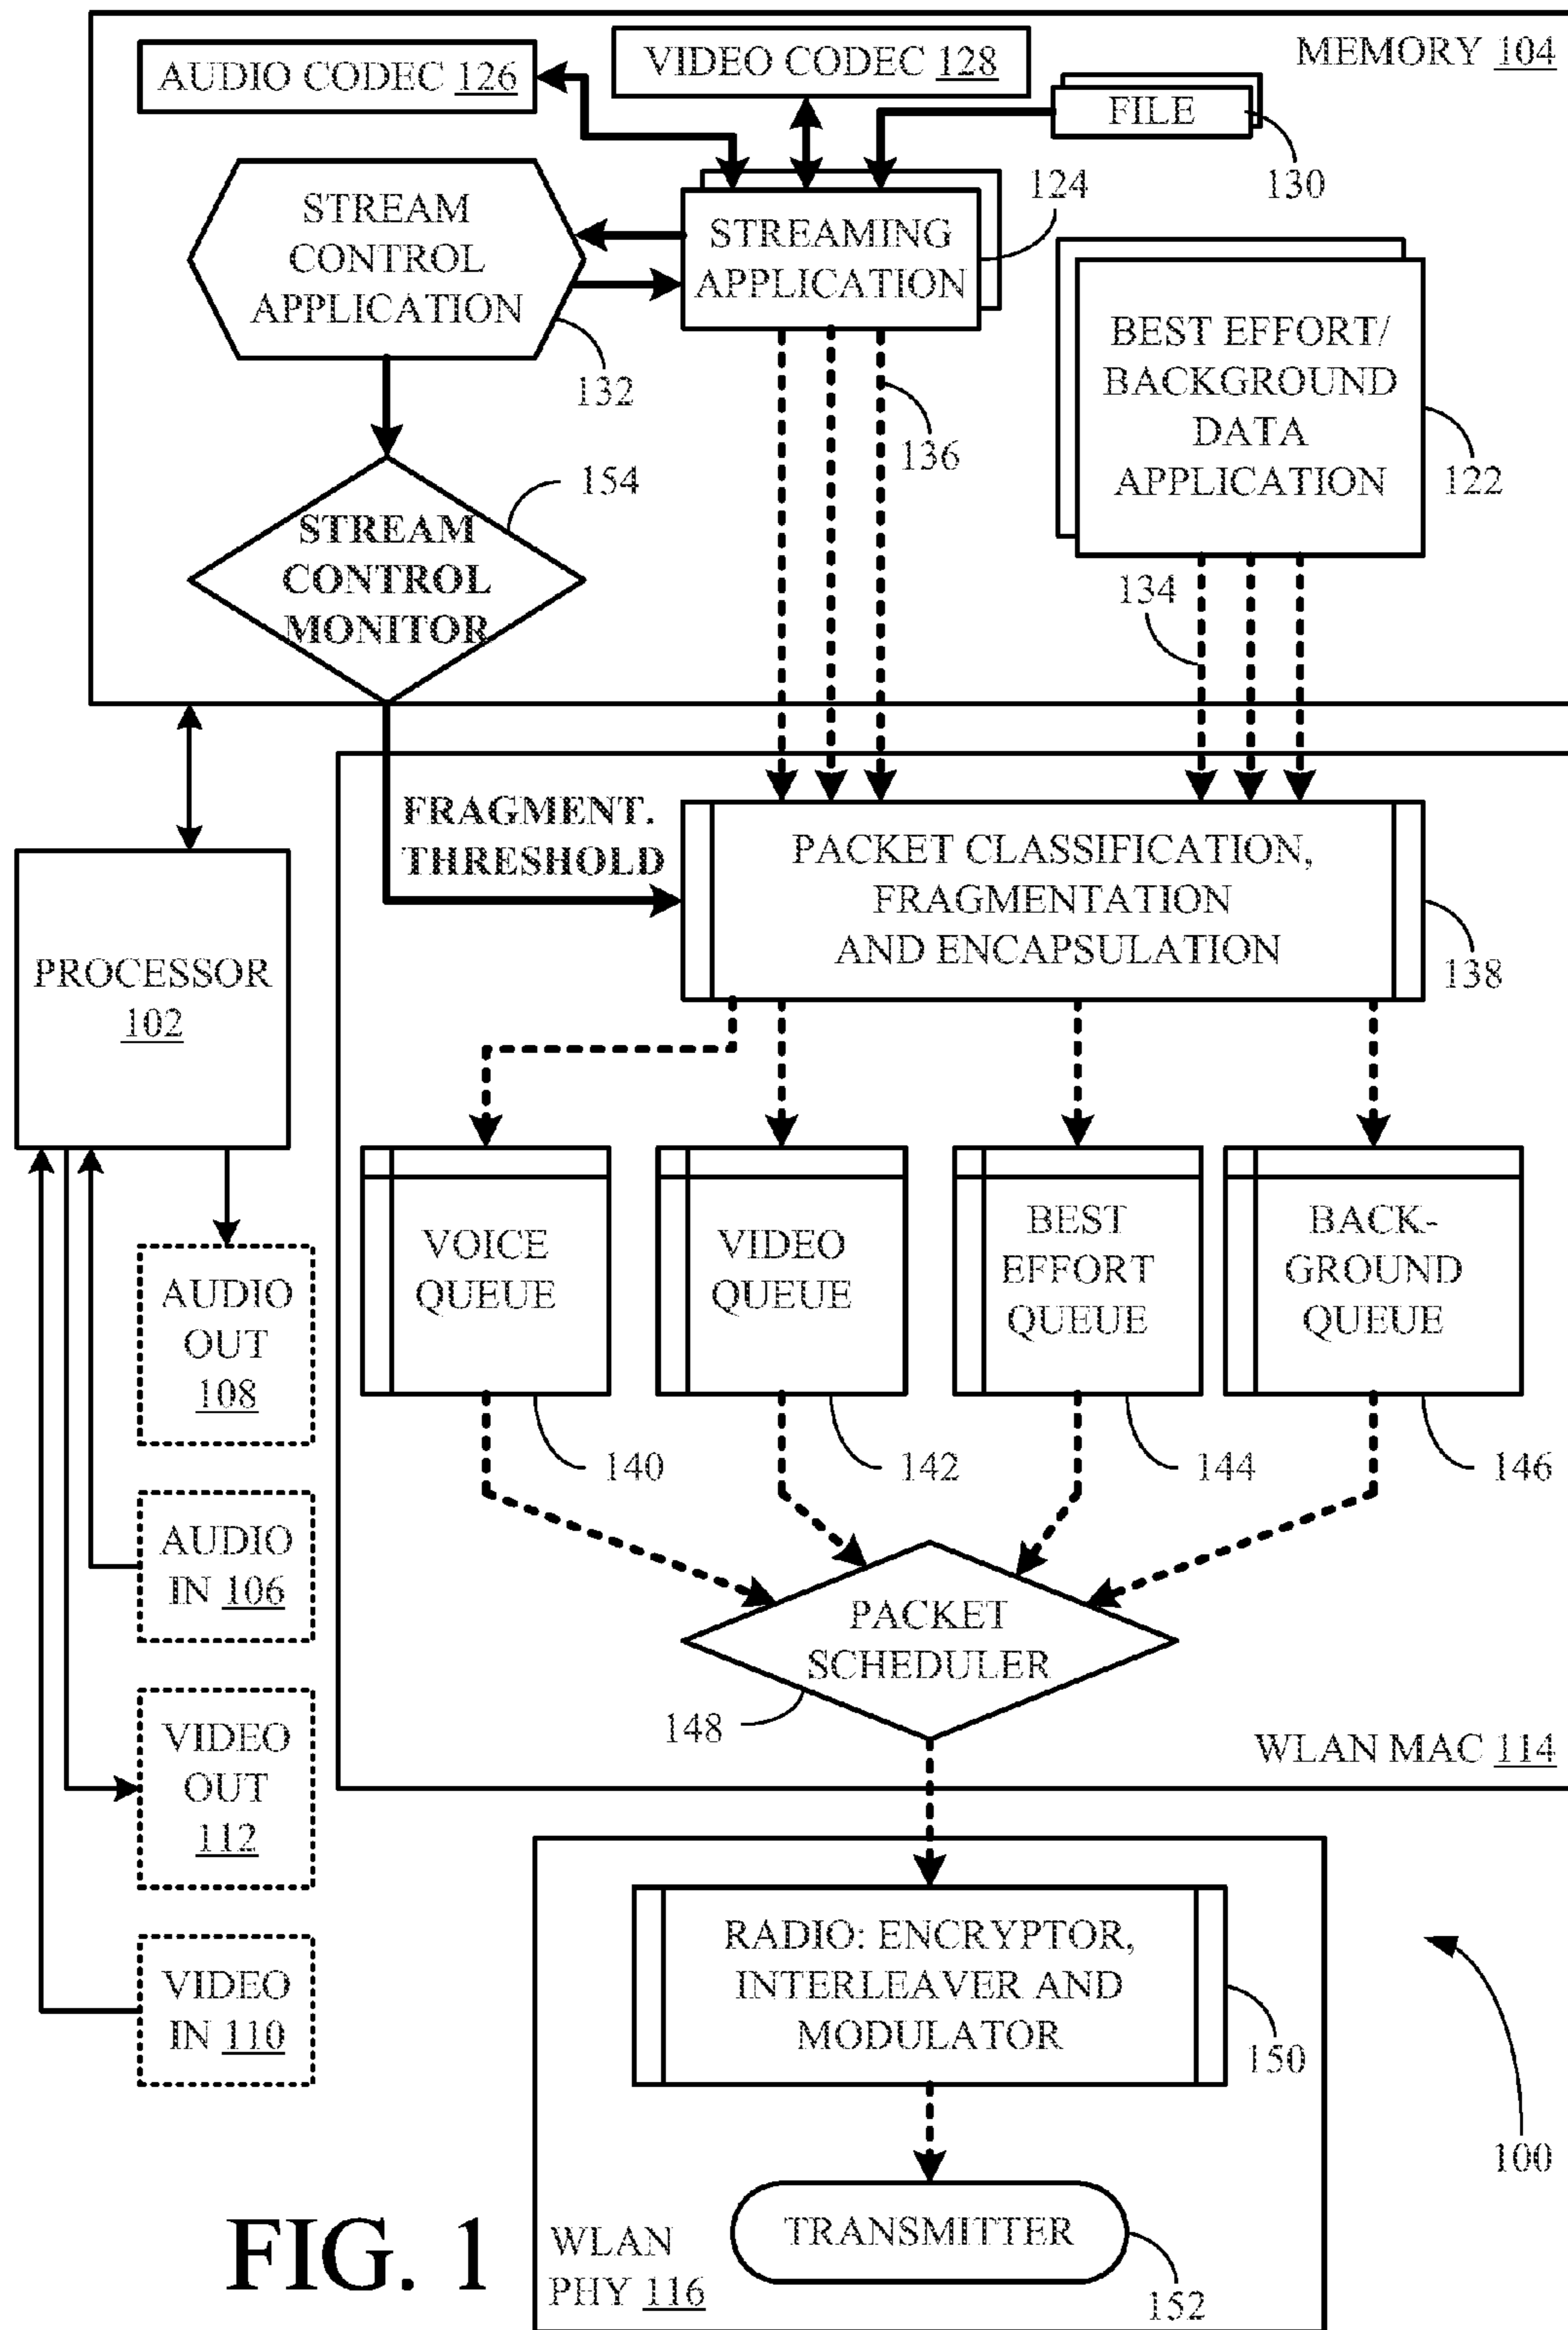 MEMORY 104
AUDIO CODEC 126
VIDEO CODEC 128
FILE
130
STREAM
CONTROL
APPLICATION
132
STREAMING
APPLICATION
124
BEST EFFORT/
BACKGROUND
DATA
APPLICATION
122
136
134
154
STREAM
CONTROL
MONITOR
FRAGMENT.
THRESHOLD
PACKET CLASSIFICATION,
FRAGMENTATION
AND ENCAPSULATION
138
PROCESSOR
102
VOICE
QUEUE
140
VIDEO
QUEUE
142
BEST
EFFORT
QUEUE
144
BACK-
GROUND
QUEUE
146
AUDIO
OUT
108
AUDIO
IN 106
VIDEO
OUT
112
VIDEO
IN 110
PACKET
SCHEDULER
148
WLAN MAC 114
RADIO: ENCRYPTOR,
INTERLEAVER AND
MODULATOR
150
TRANSMITTER
152
WLAN
PHY 116
100
FIG. 1